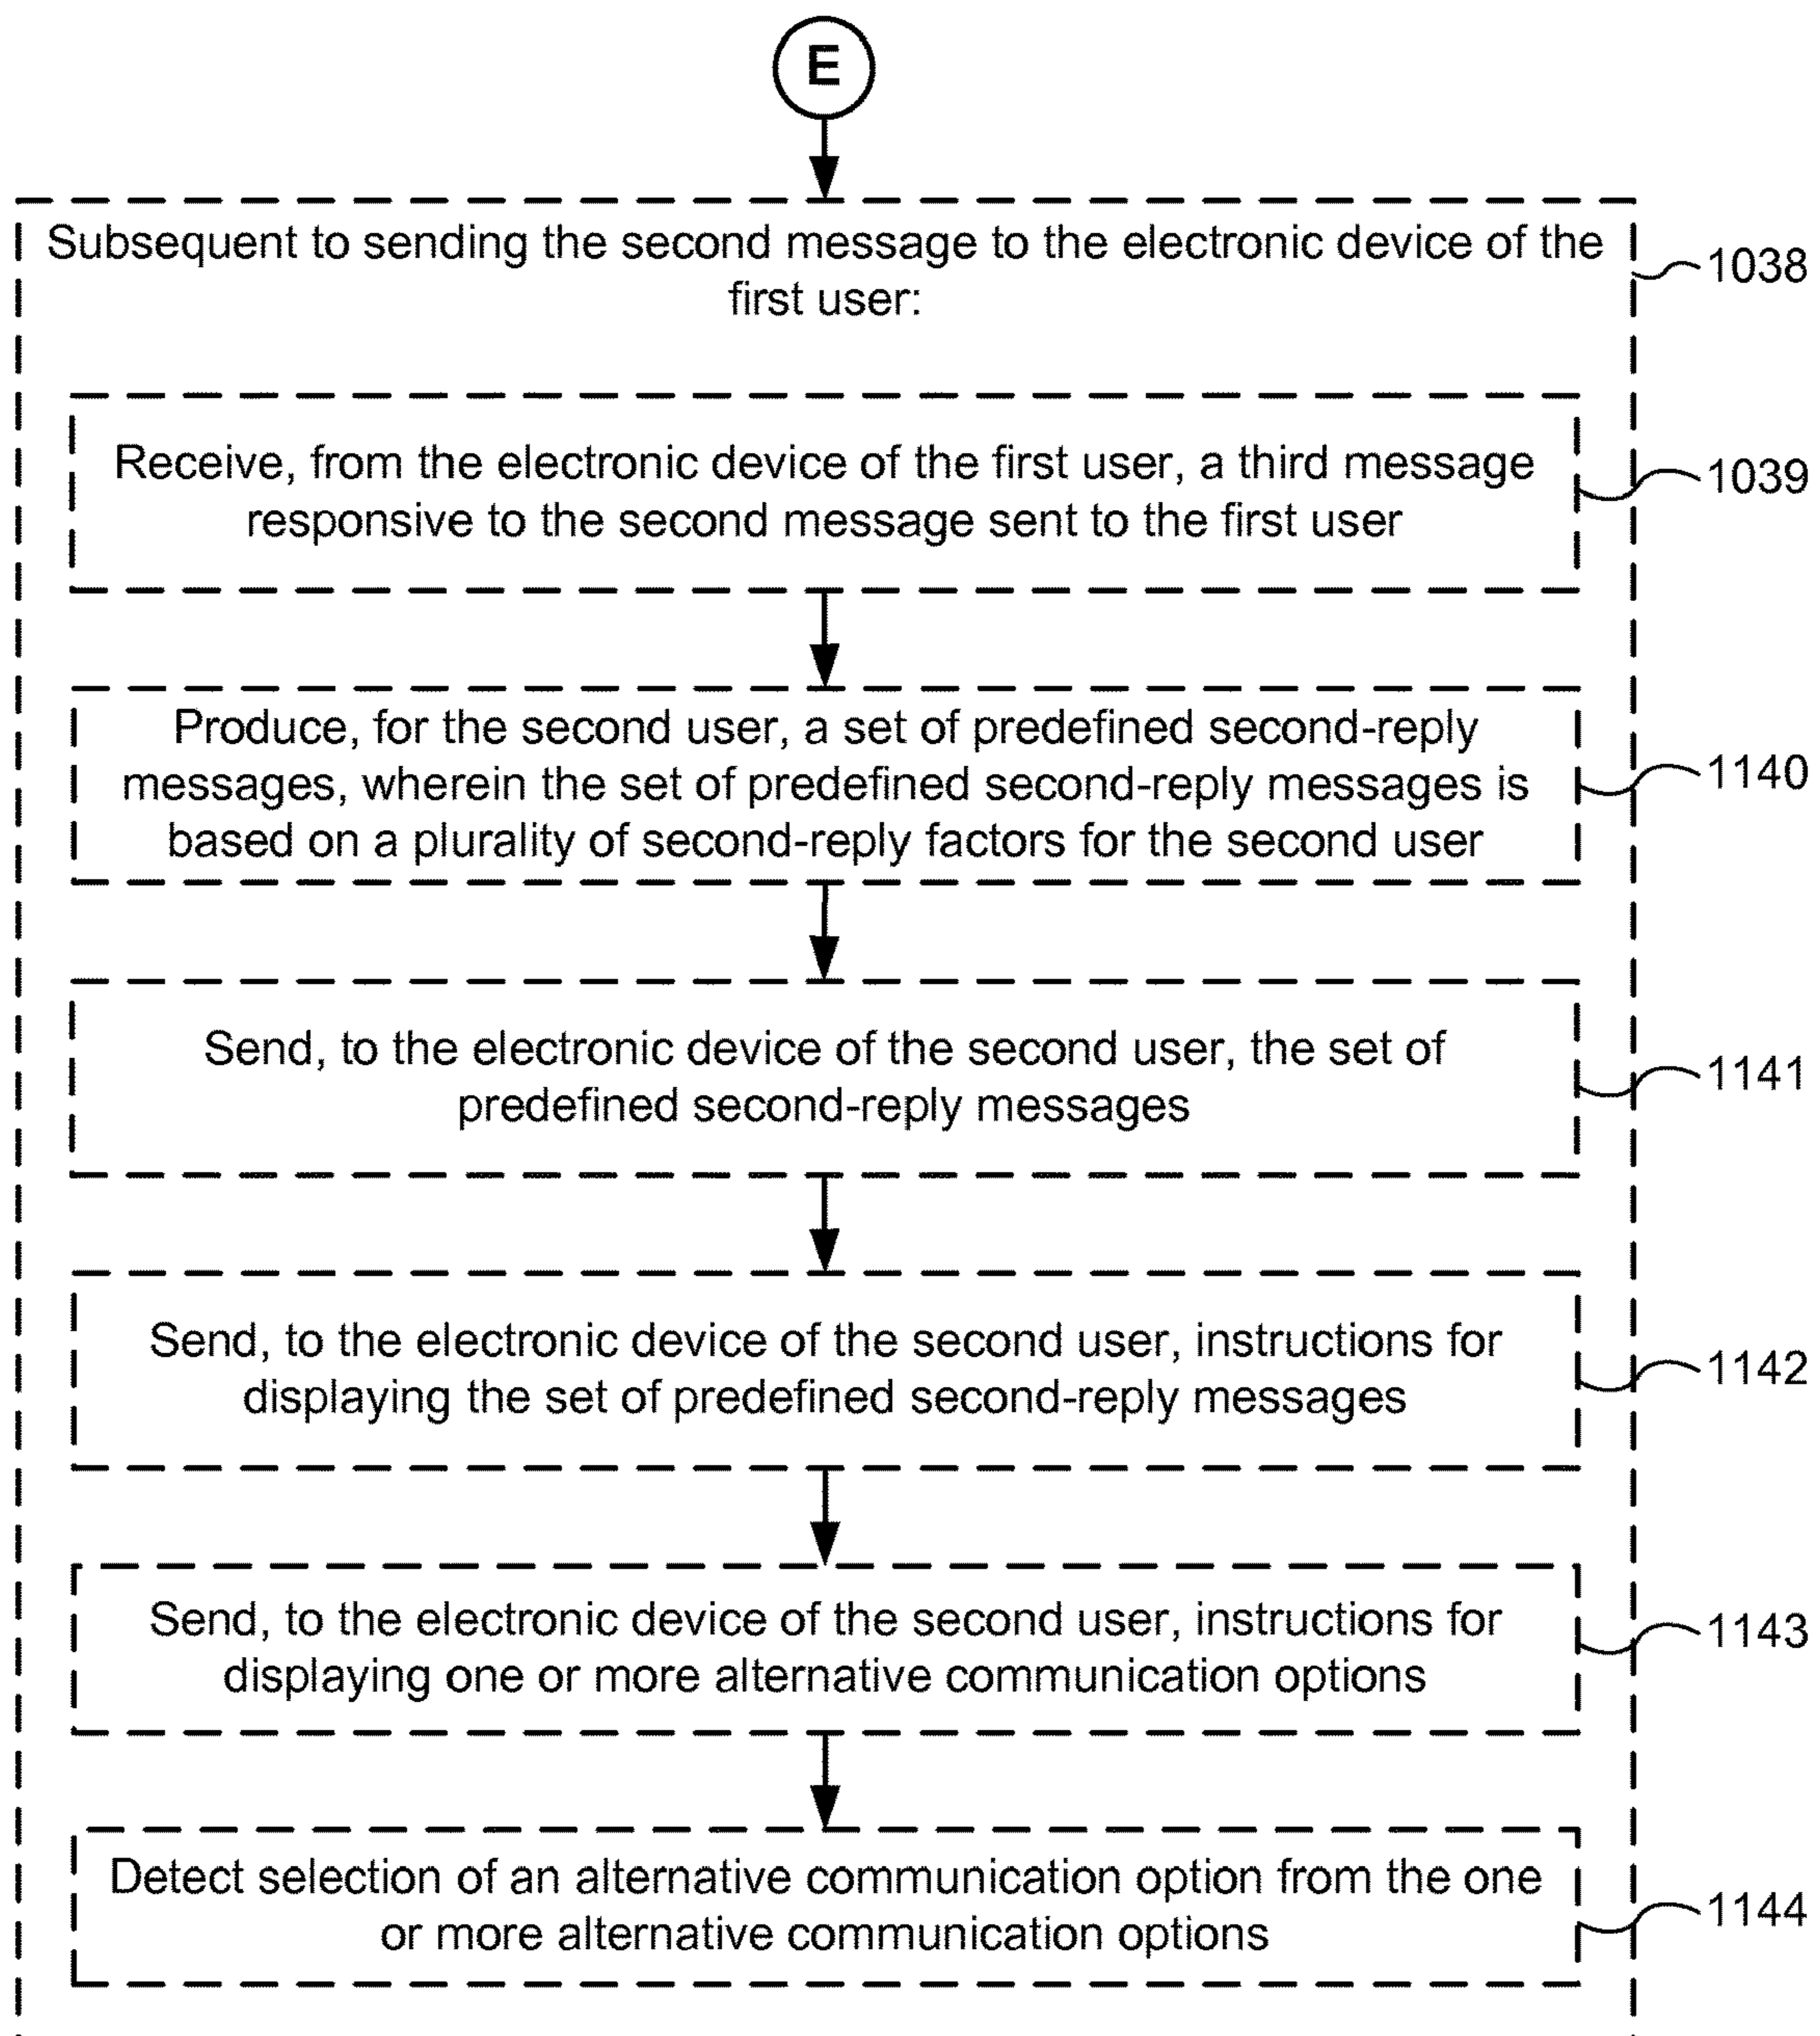 E
Subsequent to sending the second message to the electronic device of the
first user:
1038
Receive, from the electronic device of the first user, a third message
responsive to the second message sent to the first user
1039
Produce, for the second user, a set of predefined second-reply
messages, wherein the set of predefined second-reply messages is
based on a plurality of second-reply factors for the second user
1140
Send, to the electronic device of the second user, the set of
predefined second-reply messages
1141
Send, to the electronic device of the second user, instructions for
displaying the set of predefined second-reply messages
1142
Send, to the electronic device of the second user, instructions for
displaying one or more alternative communication options
1143
Detect selection of an alternative communication option from the one
or more alternative communication options
1144